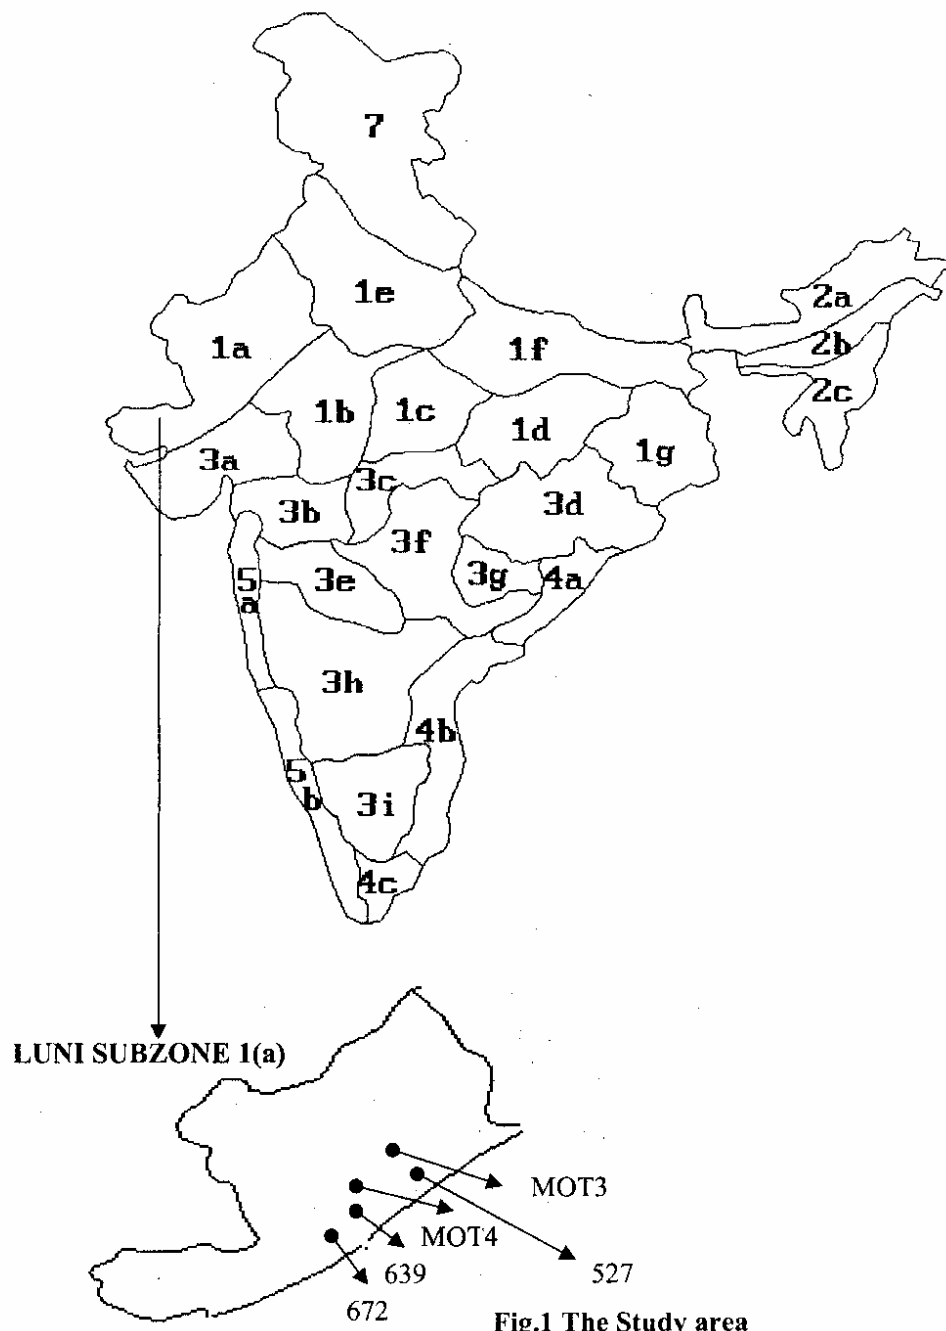 7
1e
2a
1a
1f
2b
2c
1b
1c
1d
1g
3a
3c
3b
3d
3f
5
a
3e
3g
4a
3h
4b
5
b
3i
4c
LUNI SUBZONE 1(a)
MOT3
MOT4
639
527
672
Fig.1 The Study area